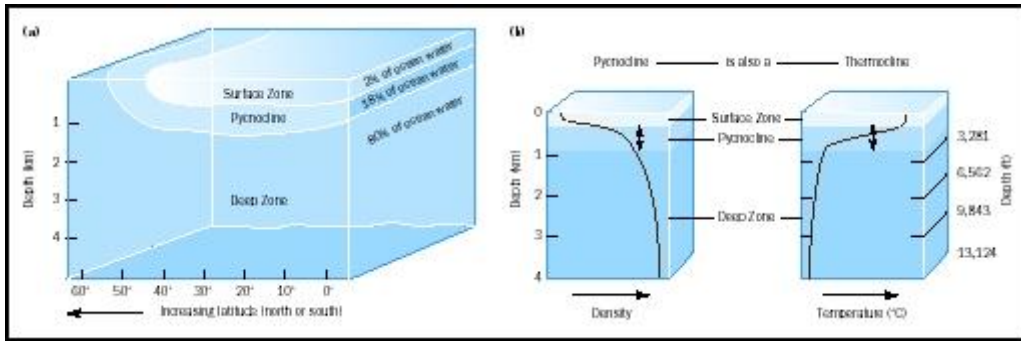 (a)
2% of ocean water
18% of ocean water
80% of ocean water
Surface Zone
Pycnocline
Deep Zone
Depth (km)
1
2
3
4
60° 50° 40° 30° 20° 10° 0°
Increasing latitude (north or south)
(b)
Pycnocline is also a Thermocline
Surface Zone
Pycnocline
Deep Zone
Depth (km)
0
1
2
3
4
Density
3,281
6,562
9,843
13,124
Depth (ft)
Temperature (°C)